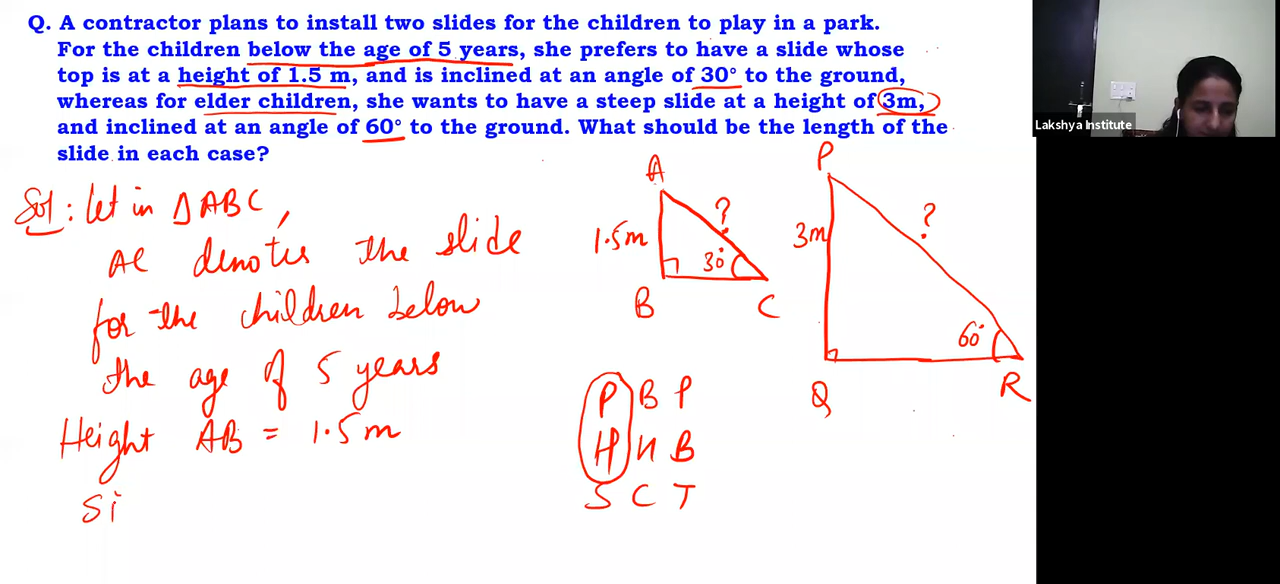 Q. A contractor plans to install two slides for the children to play in a park.
For the children below the age of 5 years, she prefers to have a slide whose
top is at a height of 1.5 m, and is inclined at an angle of 30° to the ground,
whereas for elder children, she wants to have a steep slide at a height of 3m,
and inclined at an angle of 60° to the ground. What should be the length of the
slide in each case?
Lakshya Institute
Sol : let in △ABC,
AC denotes the slide
for the children below
the age of 5 years
Height AB = 1.5 m
Si
A
?
1.5m
30°
B
C
P
?
3m
60°
Q
R
P B P
H H B
S C T